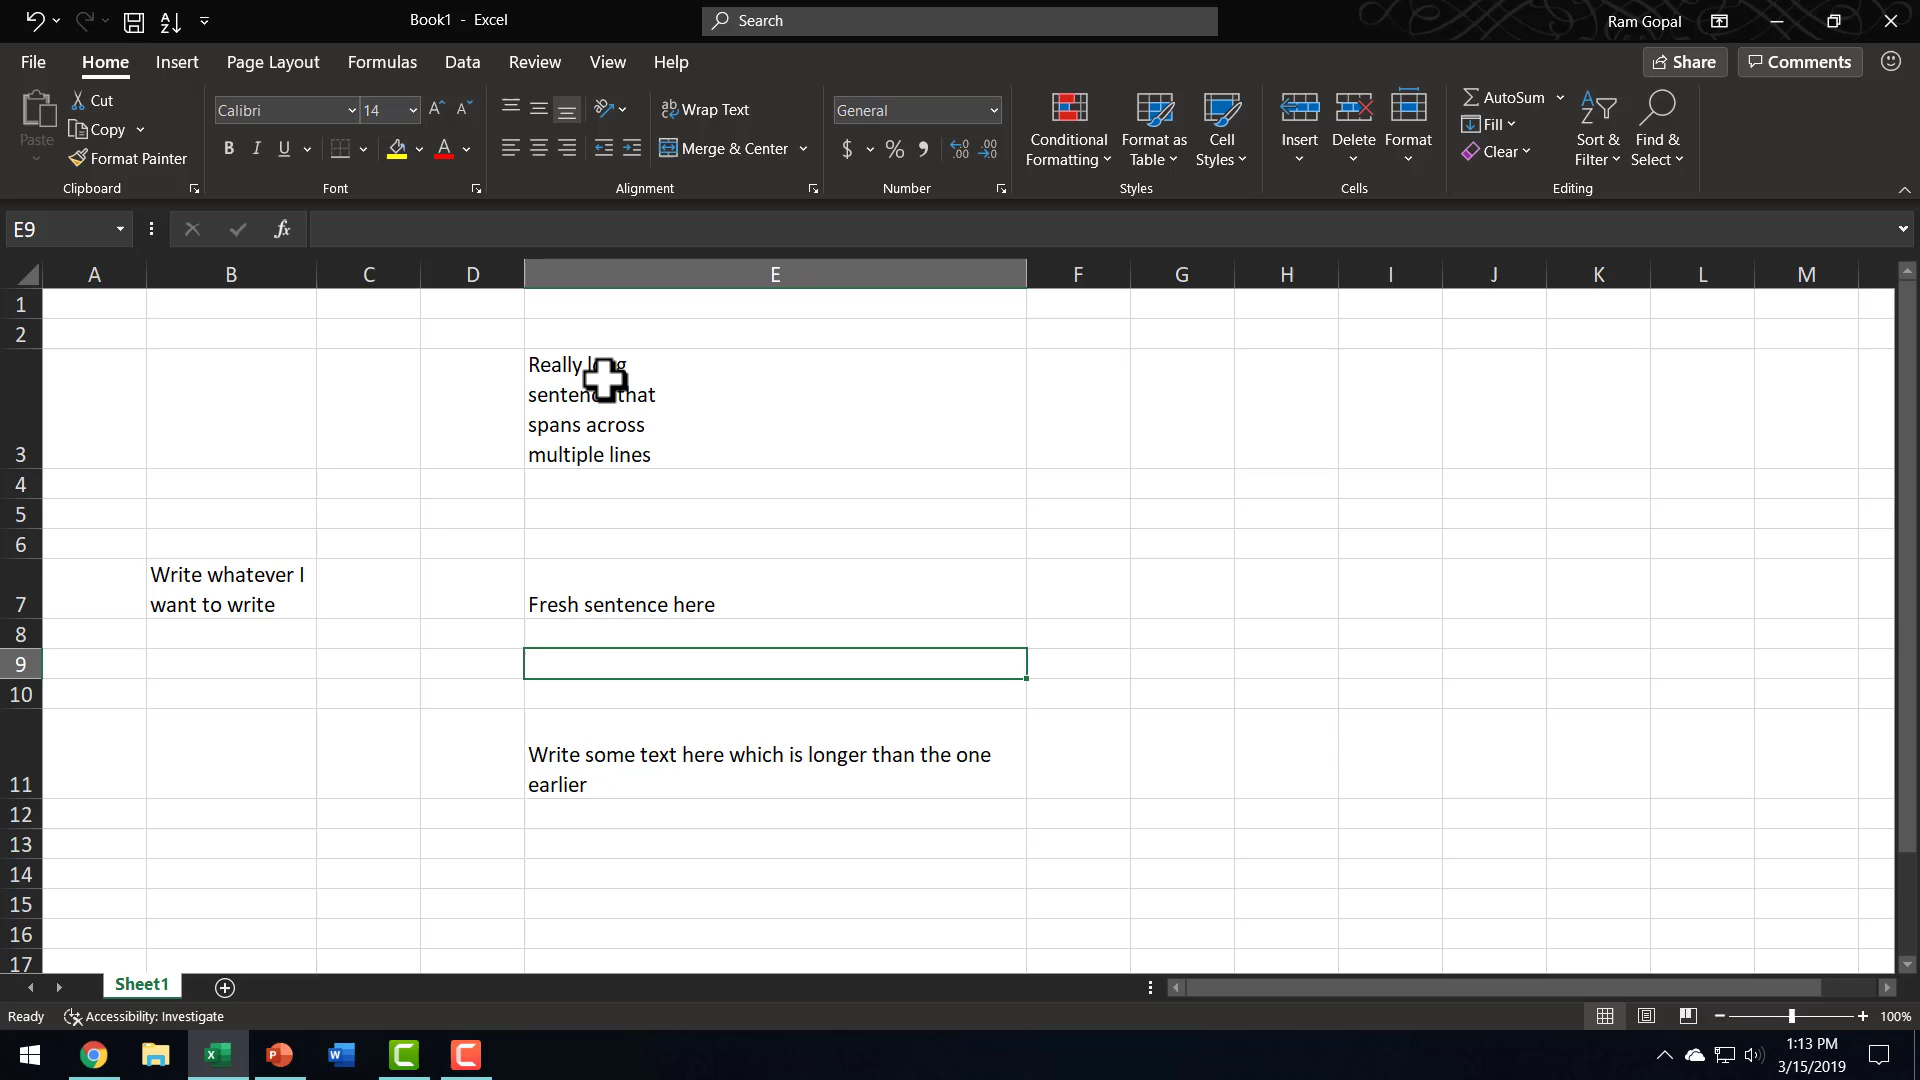 Book1 - Excel
Search
Ram Gopal
File Home Insert Page Layout Formulas Data Review View Help
Share
Comments
Paste
Cut
Copy
Format Painter
Clipboard
Calibri
14
B I U
A
Font
Wrap Text
Merge & Center
Alignment
General
$ % 9
Number
Conditional
Formatting
Format as
Table
Cell
Styles
Styles
Insert
Delete
Format
Cells
AutoSum
Fill
Clear
Sort &
Filter
Find &
Select
Editing
E9
fx
A B C D E F G H I J K L M
1
2
Really
that
spans across
3 multiple lines
4
5
6
Write whatever I
7 want to write Fresh sentence here
8
9
10
Write some text here which is longer than the one
11 earlier
12
13
14
15
16
17
Sheet1
Ready
Accessibility: Investigate
100%
1:13 PM
3/15/2019